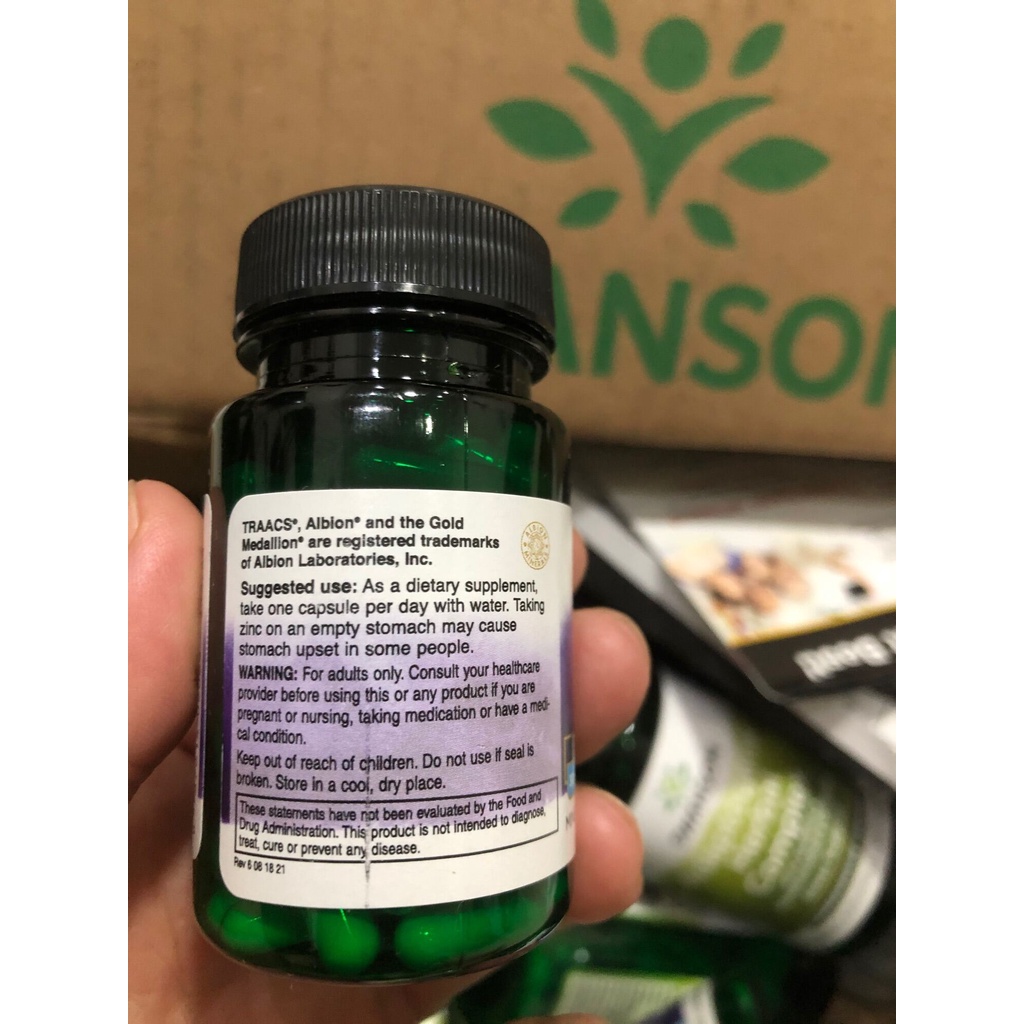 ANSON
TRAACS®, Albion® and the Gold
Medallion® are registered trademarks
of Albion Laboratories, Inc.
Suggested use: As a dietary supplement,
take one capsule per day with water. Taking
zinc on an empty stomach may cause
stomach upset in some people.
WARNING: For adults only. Consult your healthcare
provider before using this or any product if you are
pregnant or nursing, taking medication or have a medi-
cal condition.
Keep out of reach of children. Do not use if seal is
broken. Store in a cool, dry place.
These statements have not been evaluated by the Food and
Drug Administration. This product is not intended to diagnose,
treat, cure or prevent any disease.
Rev 6 08 18 21